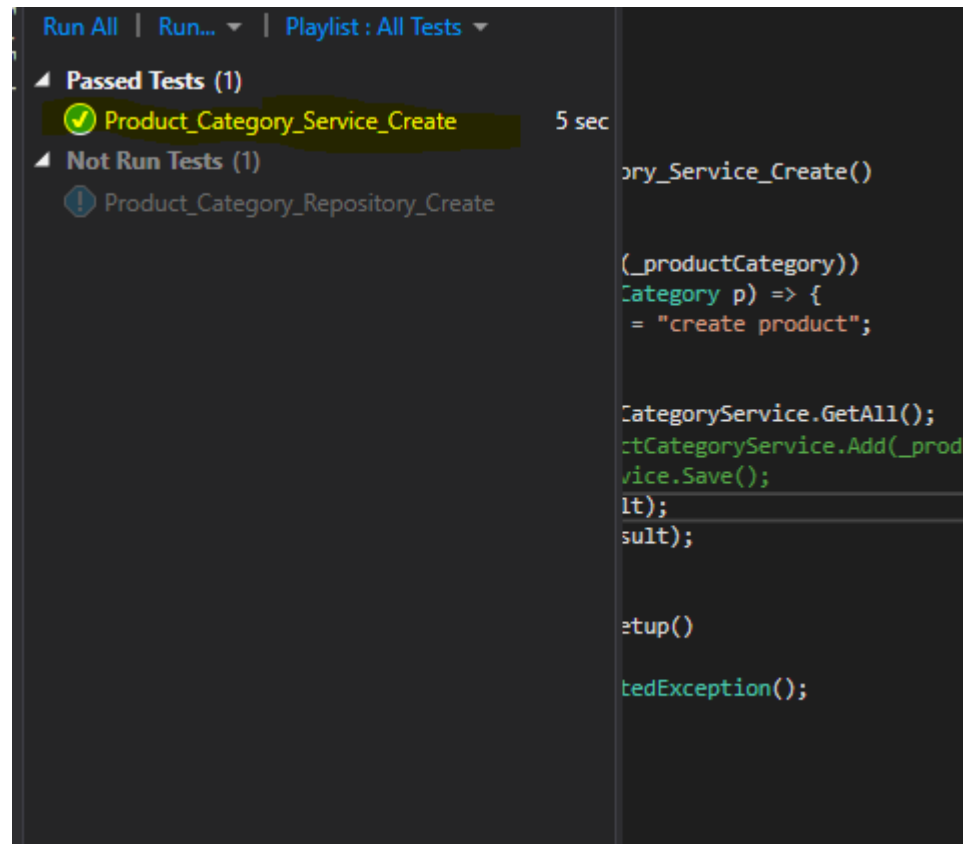 Run All | Run... | Playlist : All Tests
Passed Tests (1)
Product_Category_Service_Create 5 sec
Not Run Tests (1)
Product_Category_Repository_Create
ory_Service_Create()
(_productCategory))
Category p) => {
= "create product";
CategoryService.GetAll();
ctCategoryService.Add(_prod
vice.Save();
lt);
sult);
etup()
tedException();